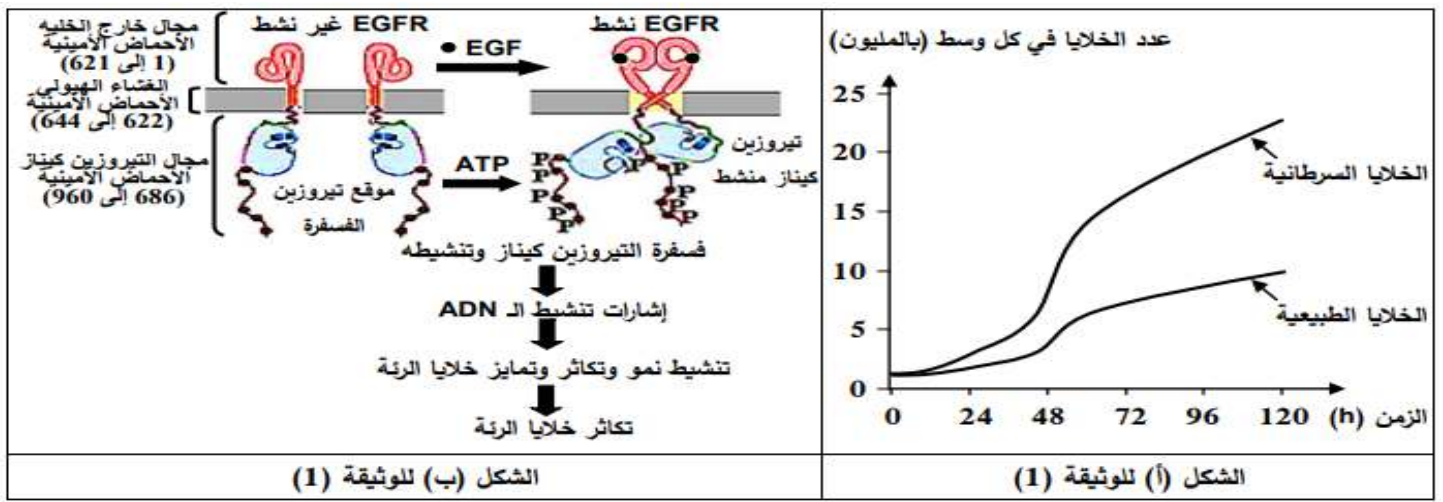 عدد الخلايا في كل وسط (بالمليون)
25
20
15
10
5
0
الخلايا السرطانية
الخلايا الطبيعية
0 24 48 72 96 120 الزمن (h)
الشكل (أ) للوثيقة (1)
مجال خارج الخليه
الأحماض الأمينية
(1 إلى 621)
الغشاء الهيولي
الأحماض الأمينية
(622 إلى 644)
مجال التيروزين كيناز
الأحماض الأمينية
(686 إلى 960)
EGFR غير نشط
EGF
EGFR نشط
ATP
موقع تيروزين
الفسفرة
تيروزين
كيناز منشط
P
P
P
P
P
P
P
P
P
P
فسفرة التيروزين كيناز وتنشيطه
إشارات تنشيط الـ ADN
تنشيط نمو وتكاثر وتمايز خلايا الرئة
تكاثر خلايا الرئة
الشكل (ب) للوثيقة (1)